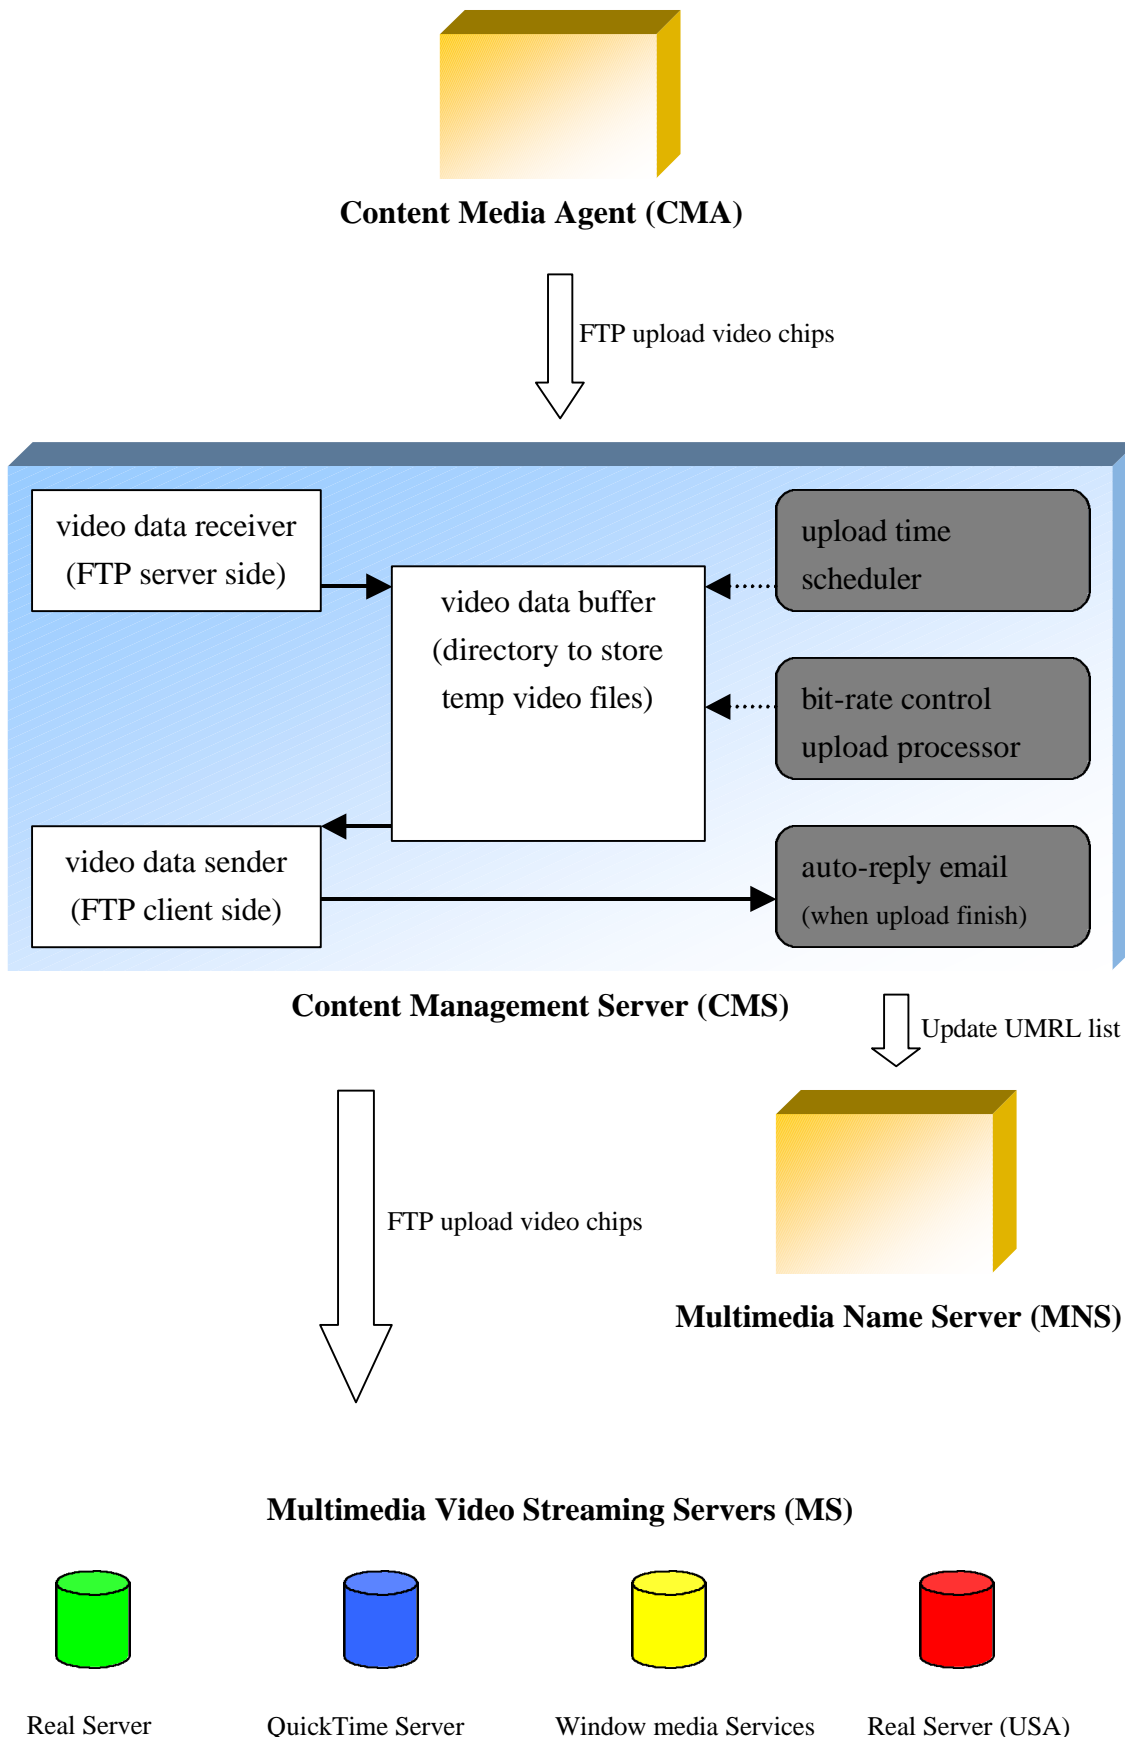 Content Media Agent (CMA)
FTP upload video chips
video data receiver
(FTP server side)
video data buffer
(directory to store
temp video files)
upload time
scheduler
bit-rate control
upload processor
video data sender
(FTP client side)
auto-reply email
(when upload finish)
Content Management Server (CMS)
Update UMRL list
FTP upload video chips
Multimedia Name Server (MNS)
Multimedia Video Streaming Servers (MS)
Real Server
QuickTime Server
Window media Services
Real Server (USA)